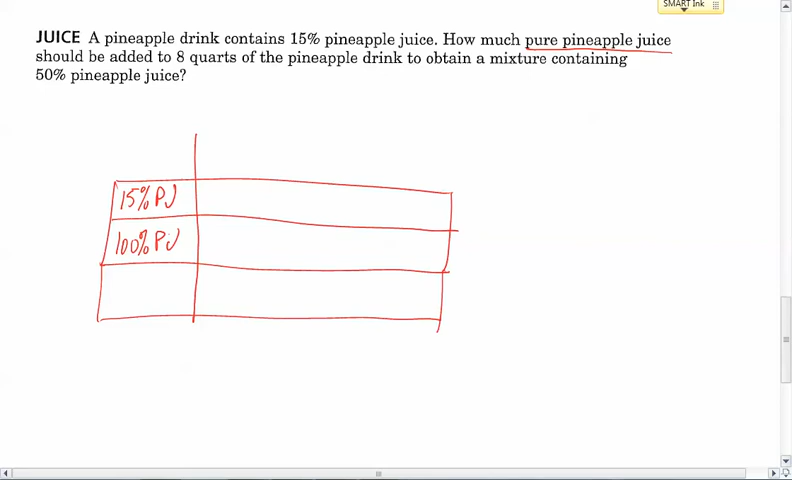 SMART Ink
JUICE A pineapple drink contains 15% pineapple juice. How much pure pineapple juice
should be added to 8 quarts of the pineapple drink to obtain a mixture containing
50% pineapple juice?
15% PJ
100% PJ